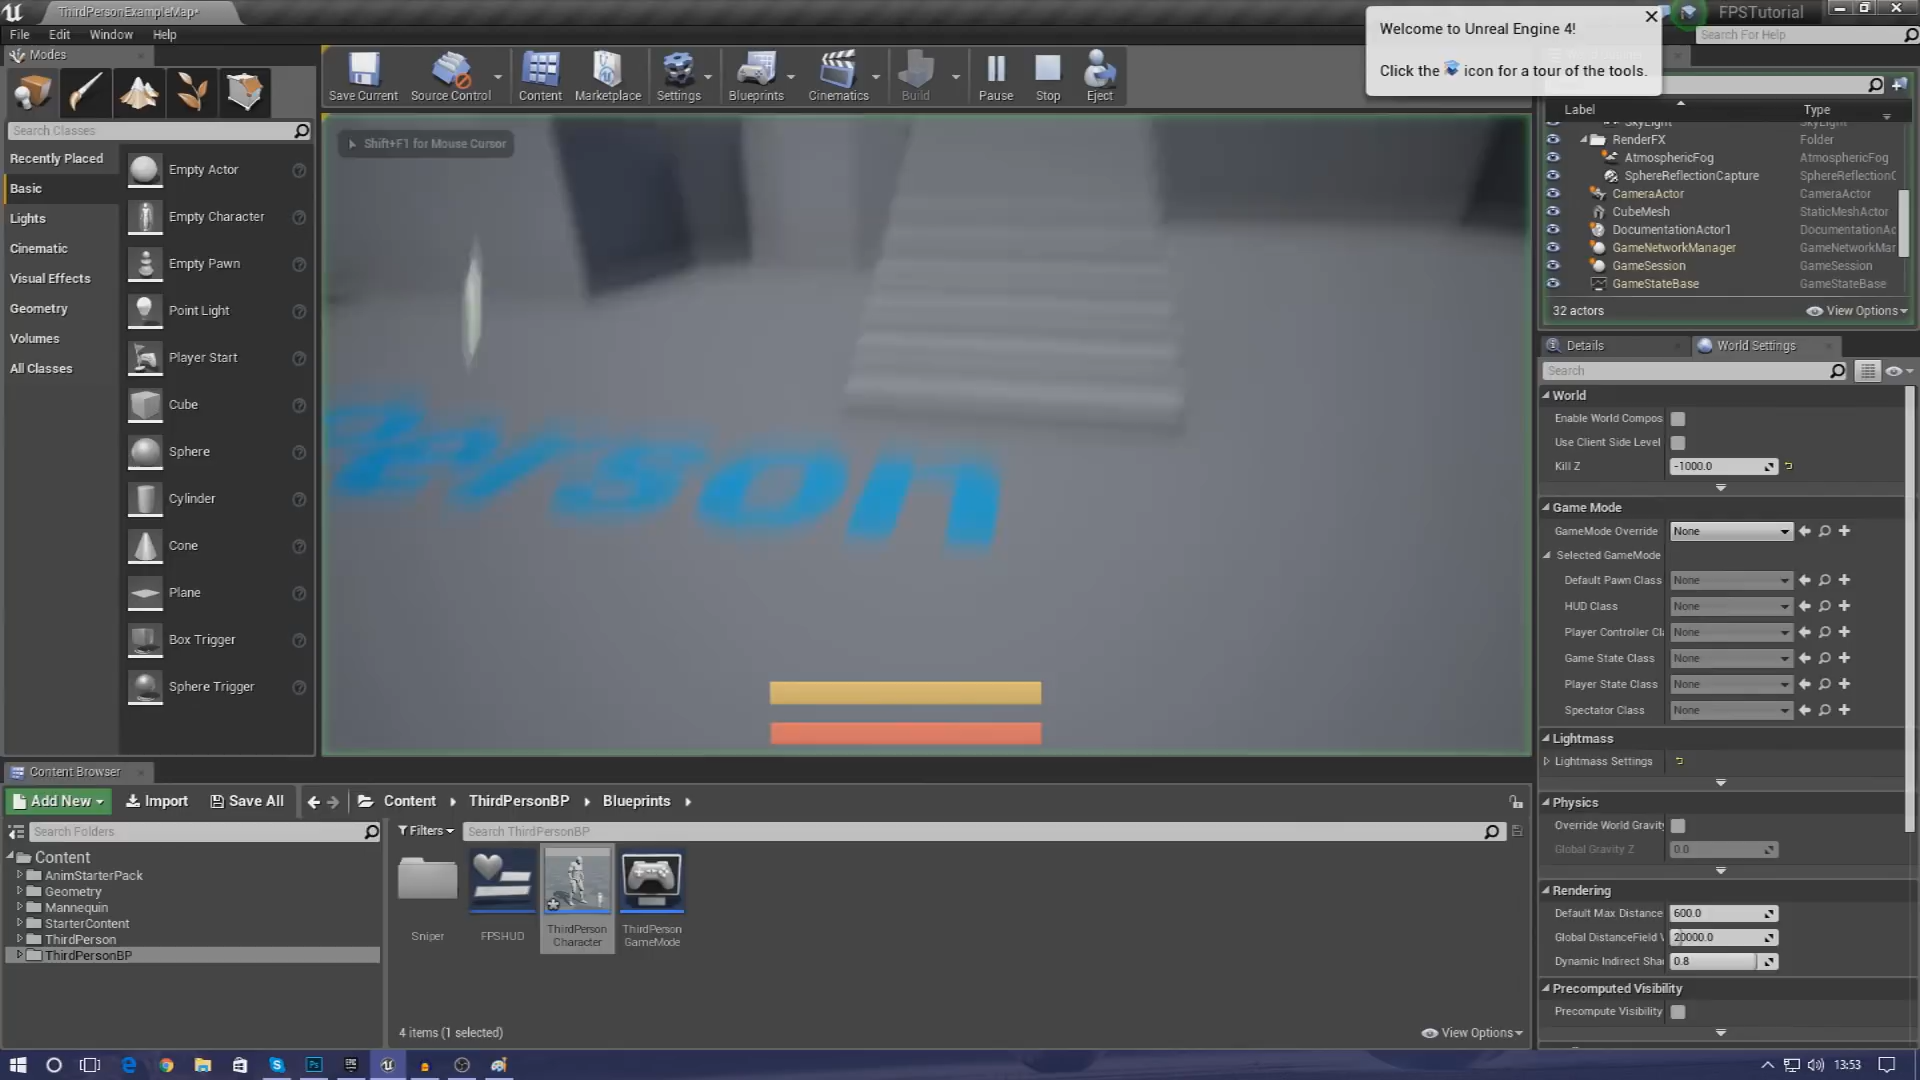 ThirdPersonExampleMap*
FPSTutorial
File Edit Window Help
Search For Help
Welcome to Unreal Engine 4!
Click the icon for a tour of the tools.
Modes
Save Current
Source Control
Content
Marketplace
Settings
Blueprints
Cinematics
Build
Pause
Stop
Eject
Search Classes
Recently Placed
Basic
Lights
Cinematic
Visual Effects
Geometry
Volumes
All Classes
Empty Actor
Empty Character
Empty Pawn
Point Light
Player Start
Cube
Sphere
Cylinder
Cone
Plane
Box Trigger
Sphere Trigger
Shift+F1 for Mouse Cursor
erson
Label Type
SkyLight SkyLight
RenderFX Folder
AtmosphericFog AtmosphericFog
SphereReflectionCapture SphereReflectionC
CameraActor CameraActor
CubeMesh StaticMeshActor
DocumentationActor1 DocumentationAc
GameNetworkManager GameNetworkMar
GameSession GameSession
GameStateBase GameStateBase
32 actors
View Options
Details
World Settings
Search
World
Enable World Compos
Use Client Side Level
Kill Z -1000.0
Game Mode
GameMode Override None
Selected GameMode
Default Pawn Class None
HUD Class None
Player Controller Cl None
Game State Class None
Player State Class None
Spectator Class None
Lightmass
Lightmass Settings
Physics
Override World Gravity
Global Gravity Z 0.0
Rendering
Default Max Distance 600.0
Global DistanceField V 20000.0
Dynamic Indirect Sha 0.8
Precomputed Visibility
Precompute Visibility
Content Browser
Add New
Import
Save All
Content
ThirdPersonBP
Blueprints
Search Folders
Filters
Search ThirdPersonBP
Content
AnimStarterPack
Geometry
Mannequin
StarterContent
ThirdPerson
ThirdPersonBP
Sniper
FPSHUD
ThirdPerson
Character
ThirdPerson
GameMode
4 items (1 selected)
View Options
13:53